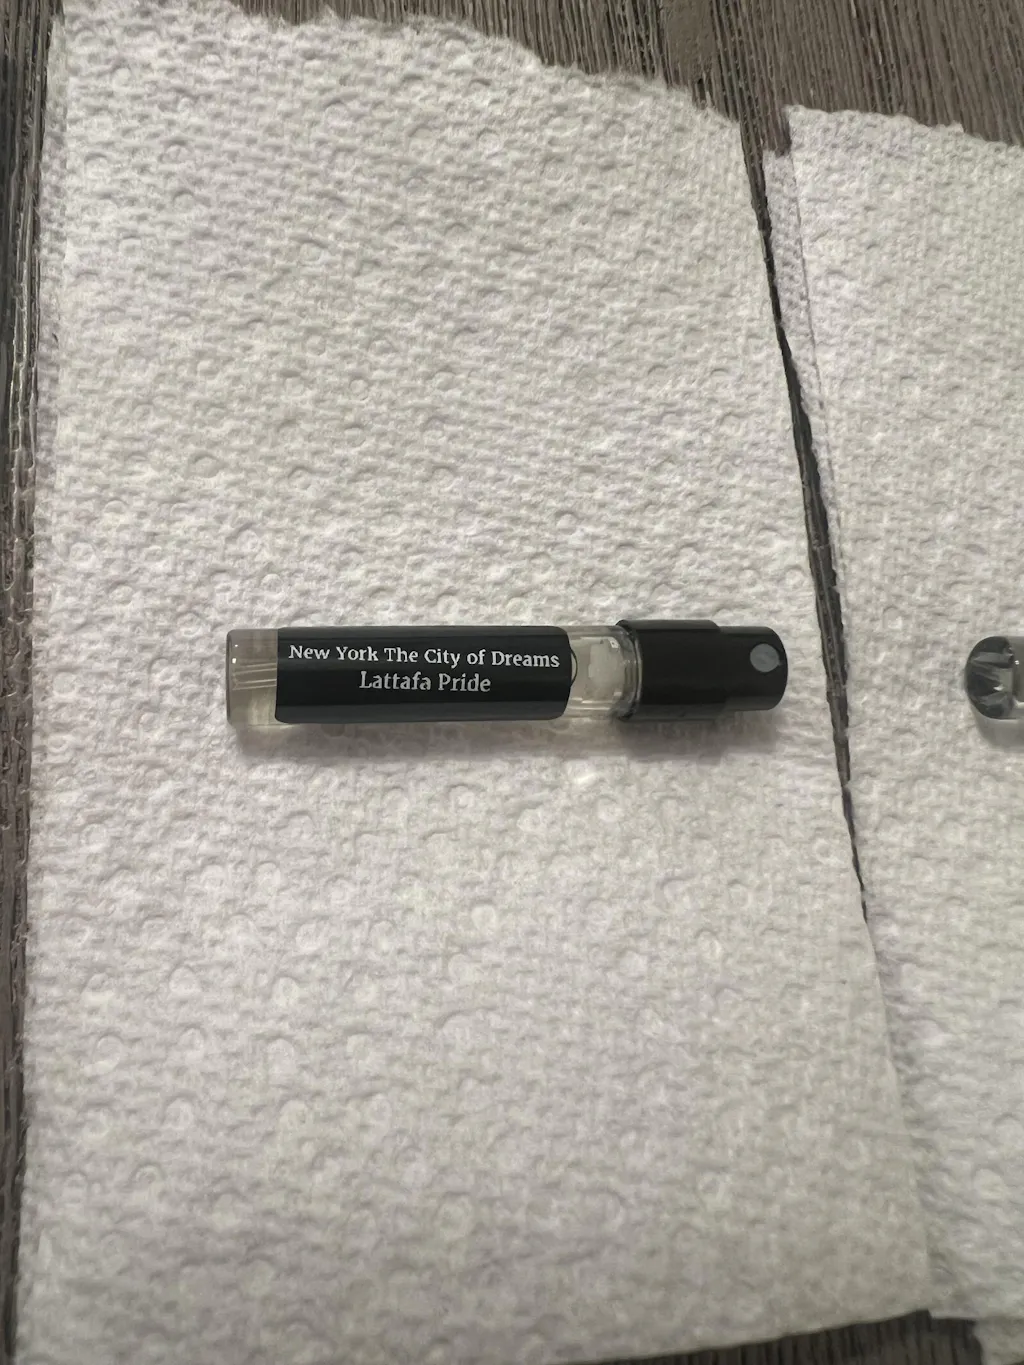 New York The City of Dreams
Lattafa Pride